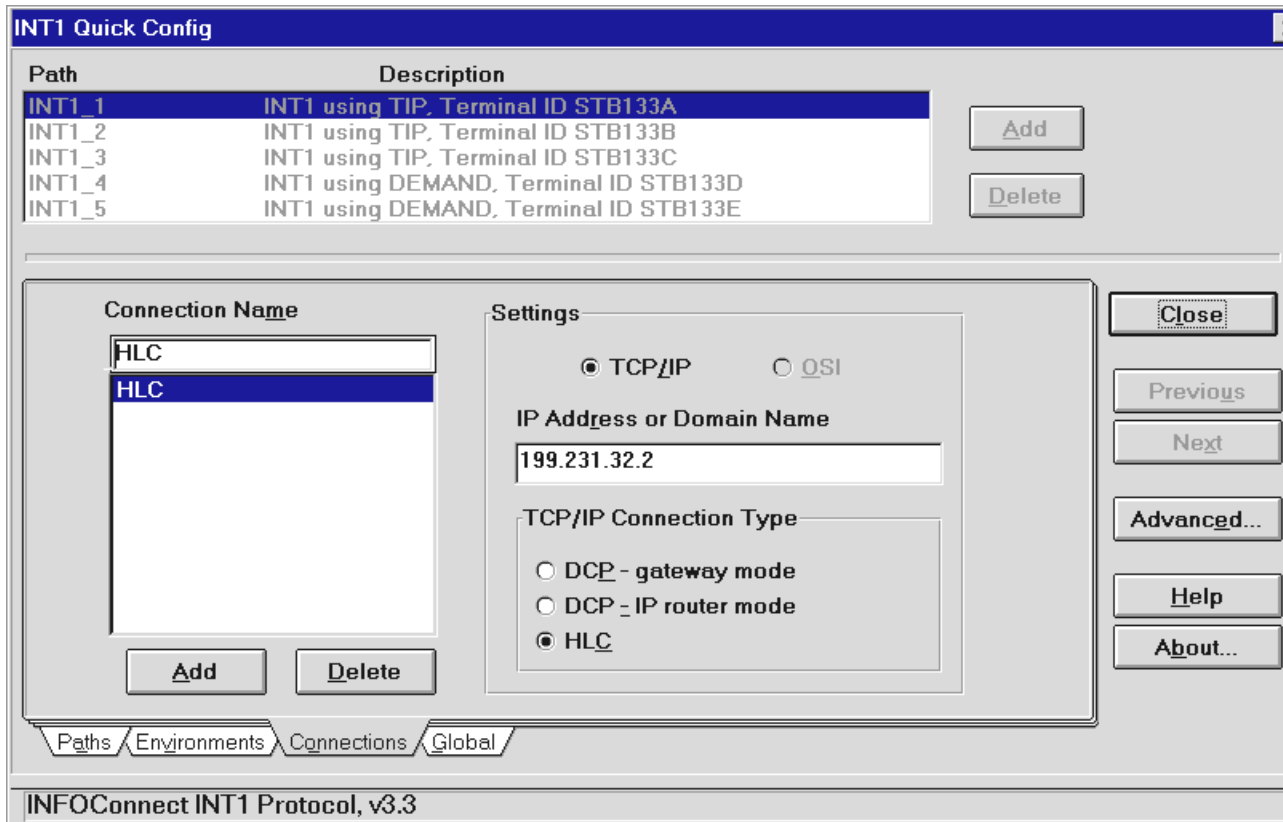 INT1 Quick Config
Path Description
INT1_1 INT1 using TIP, Terminal ID STB133A
INT1_2 INT1 using TIP, Terminal ID STB133B
INT1_3 INT1 using TIP, Terminal ID STB133C
INT1_4 INT1 using DEMAND, Terminal ID STB133D
INT1_5 INT1 using DEMAND, Terminal ID STB133E
Add
Delete
Connection Name
HLC
HLC
Add Delete
Settings
TCP/IP OSI
IP Address or Domain Name
199.231.32.2
TCP/IP Connection Type
DCP - gateway mode
DCP - IP router mode
HLC
Close
Previous
Next
Advanced...
Help
About...
Paths Environments Connections Global
INFOConnect INT1 Protocol, v3.3